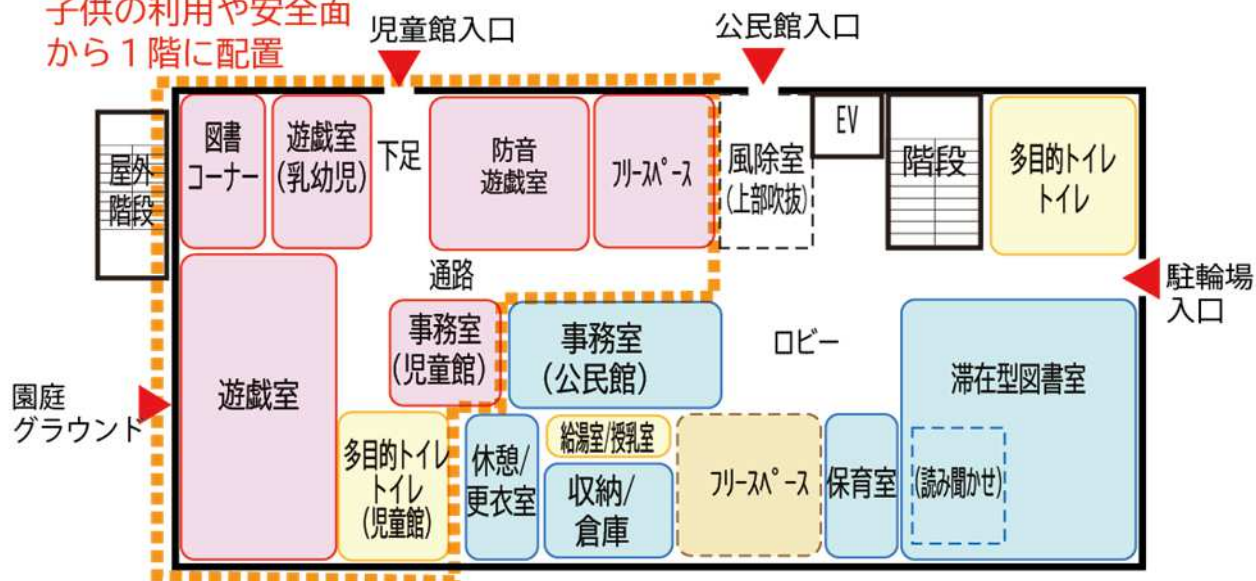 子供の利用や安全面
から１階に配置
児童館入口
公民館入口
屋外
階段
図書
コーナー
遊戯室
(乳幼児)
下足
防音
遊戯室
ﾌﾘｰｽﾍﾟｰｽ
風除室
(上部吹抜)
EV
階段
多目的トイレ
トイレ
通路
駐輪場
入口
事務室
(児童館)
事務室
(公民館)
ロビー
滞在型図書室
遊戯室
園庭
グラウンド
多目的トイレ
トイレ
(児童館)
休憩/
更衣室
給湯室/授乳室
収納/
倉庫
ﾌﾘｰｽﾍﾟｰｽ
保育室
(読み聞かせ)